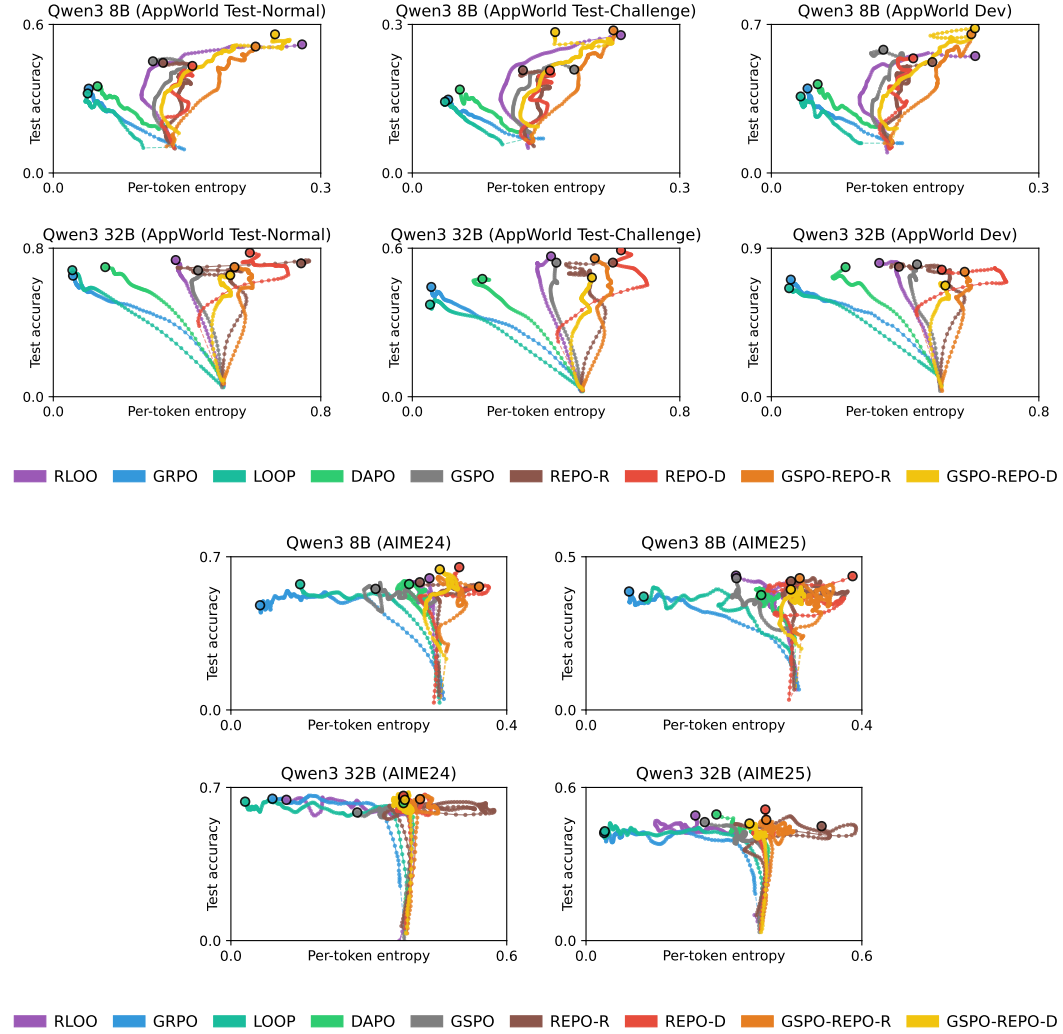 Qwen3 8B (AppWorld Test-Normal)
0.6
Test accuracy
0.0
0.0
Per-token entropy
0.3
Qwen3 8B (AppWorld Test-Challenge)
0.3
Test accuracy
0.0
0.0
Per-token entropy
0.3
Qwen3 8B (AppWorld Dev)
0.7
Test accuracy
0.0
0.0
Per-token entropy
0.3
Qwen3 32B (AppWorld Test-Normal)
0.8
Test accuracy
0.0
0.0
Per-token entropy
0.8
Qwen3 32B (AppWorld Test-Challenge)
0.6
Test accuracy
0.0
0.0
Per-token entropy
0.8
Qwen3 32B (AppWorld Dev)
0.9
Test accuracy
0.0
0.0
Per-token entropy
0.8
RLOO GRPO LOOP DAPO GSPO REPO-R REPO-D GSPO-REPO-R GSPO-REPO-D
Qwen3 8B (AIME24)
0.7
Test accuracy
0.0
0.0
Per-token entropy
0.4
Qwen3 8B (AIME25)
0.5
Test accuracy
0.0
0.0
Per-token entropy
0.4
Qwen3 32B (AIME24)
0.7
Test accuracy
0.0
0.0
Per-token entropy
0.6
Qwen3 32B (AIME25)
0.6
Test accuracy
0.0
0.0
Per-token entropy
0.6
RLOO GRPO LOOP DAPO GSPO REPO-R REPO-D GSPO-REPO-R GSPO-REPO-D